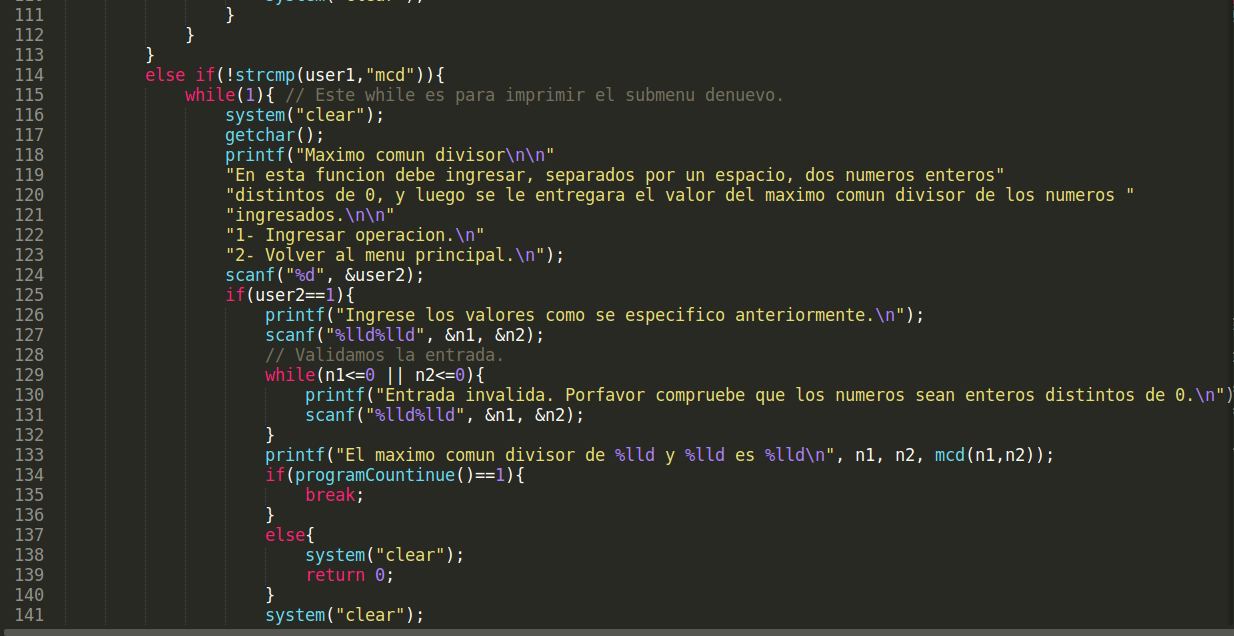 111                     }
112                 }
113             }
114             else if(!strcmp(user1,"mcd")){
115                 while(1){ // Este while es para imprimir el submenu denuevo.
116                     system("clear");
117                     getchar();
118                     printf("Maximo comun divisor\n\n"
119                     "En esta funcion debe ingresar, separados por un espacio, dos numeros enteros"
120                     "distintos de 0, y luego se le entregara el valor del maximo comun divisor de los numeros "
121                     "ingresados.\n\n"
122                     "1- Ingresar operacion.\n"
123                     "2- Volver al menu principal.\n");
124                     scanf("%d", &user2);
125                     if(user2==1){
126                         printf("Ingrese los valores como se especifico anteriormente.\n");
127                         scanf("%lld%lld", &n1, &n2);
128                         // Validamos la entrada.
129                         while(n1<=0 || n2<=0){
130                             printf("Entrada invalida. Porfavor compruebe que los numeros sean enteros distintos de 0.\n")
131                             scanf("%lld%lld", &n1, &n2);
132                         }
133                         printf("El maximo comun divisor de %lld y %lld es %lld\n", n1, n2, mcd(n1,n2));
134                         if(programCountinue()==1){
135                             break;
136                         }
137                         else{
138                             system("clear");
139                             return 0;
140                         }
141                         system("clear");